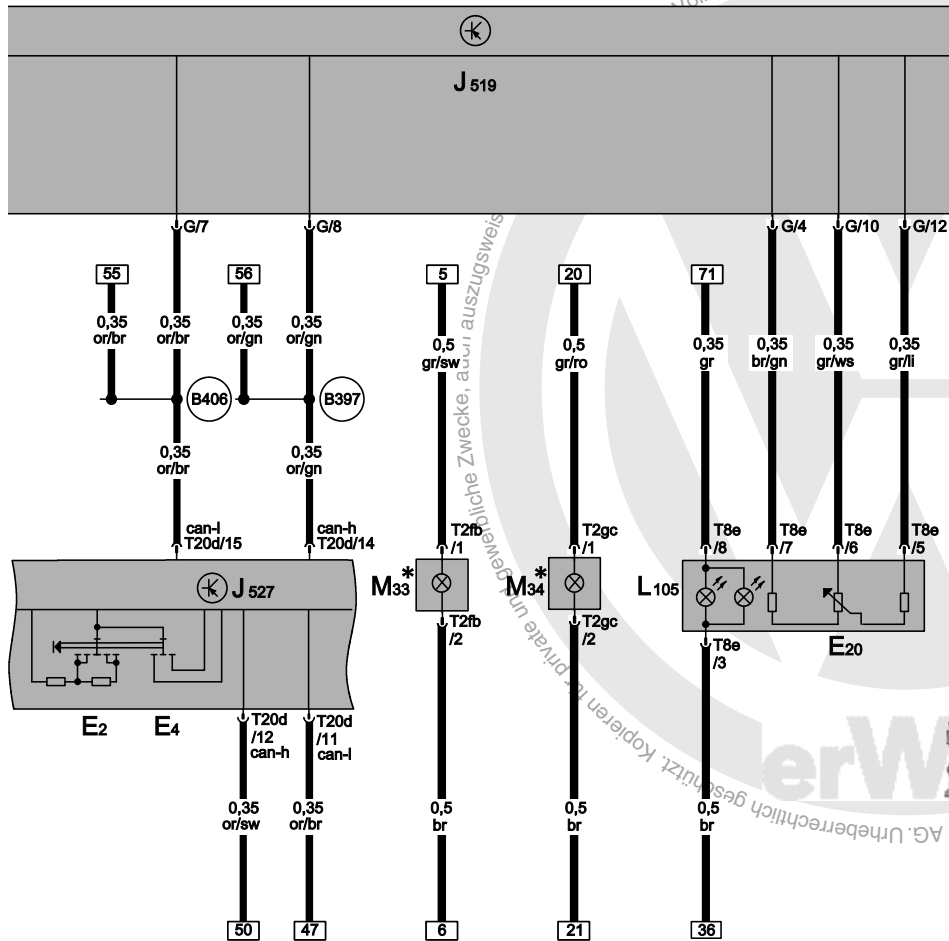 J 519
G/7 G/8 G/4 G/10 G/12
55 56 5 20 71
0,35 0,35 0,35 0,35
or/br or/br or/gn or/gn
0,5 0,5
gr/sw gr/ro
0,35 0,35 0,35 0,35
gr br/gn gr/ws gr/li
B406 B397
0,35 0,35
or/br or/gn
can-l can-h
T20d/15 T20d/14
T2fb T2gc T8e T8e T8e T8e
/1 /1 /8 /7 /6 /5
J 527
M33* M34* L105
E20
T2fb T2gc T8e
/2 /2 /3
E2 E4
T20d T20d
/12 /11
can-h can-l
0,35 0,35 0,5 0,5 0,5
or/sw or/br br br br
50 47 6 21 36
AG. Urheberrechtlich geschützt. Kopieren für private und gewerbliche Zwecke, auch auszugsweis
erW